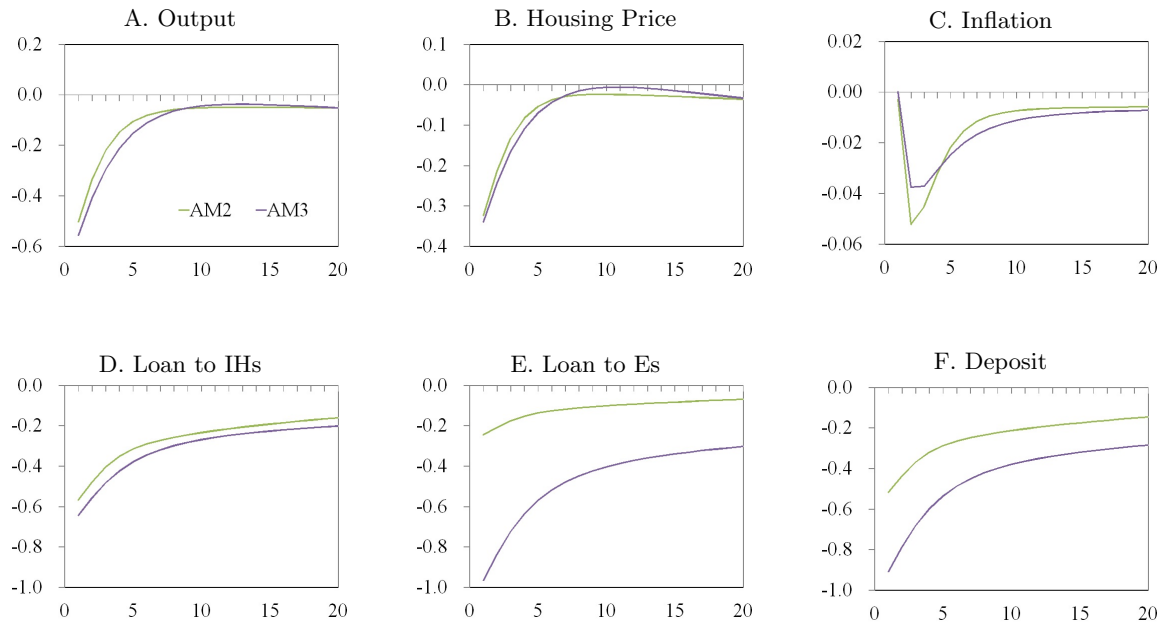 A. Output
0.2
0.0
-0.2
-0.4
-0.6
AM2 AM3
0 5 10 15 20
B. Housing Price
0.1
0.0
-0.1
-0.2
-0.3
-0.4
0 5 10 15 20
C. Inflation
0.02
0.00
-0.02
-0.04
-0.06
0 5 10 15 20
D. Loan to IHs
0.0
-0.2
-0.4
-0.6
-0.8
-1.0
0 5 10 15 20
E. Loan to Es
0.0
-0.2
-0.4
-0.6
-0.8
-1.0
0 5 10 15 20
F. Deposit
0.0
-0.2
-0.4
-0.6
-0.8
-1.0
0 5 10 15 20